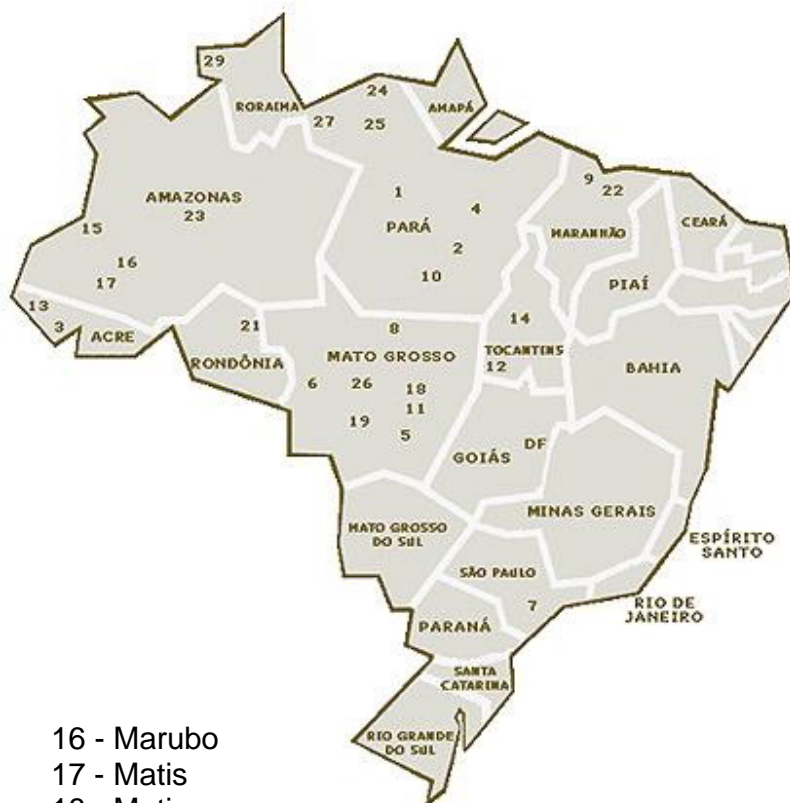 29
RORAIMA
24
AMAPÁ
27
25
9
22
AMAZONAS
23
1
4
CEARÁ
15
PARÁ
MARANHÃO
16
2
17
10
PIAÍ
13
3
ACRE
21
RONDÔNIA
8
MATO GROSSO
14
TOCANTINS
12
BAHIA
6
26
18
11
19
5
GOIÁS
DF
MINAS GERAIS
MATO GROSSO
DO SUL
ESPÍRITO
SANTO
SÃO PAULO
7
RIO DE
JANEIRO
PARANÁ
SANTA
CATARINA
RIO GRANDE
DO SUL
16 - Marubo
17 - Matis
18 -